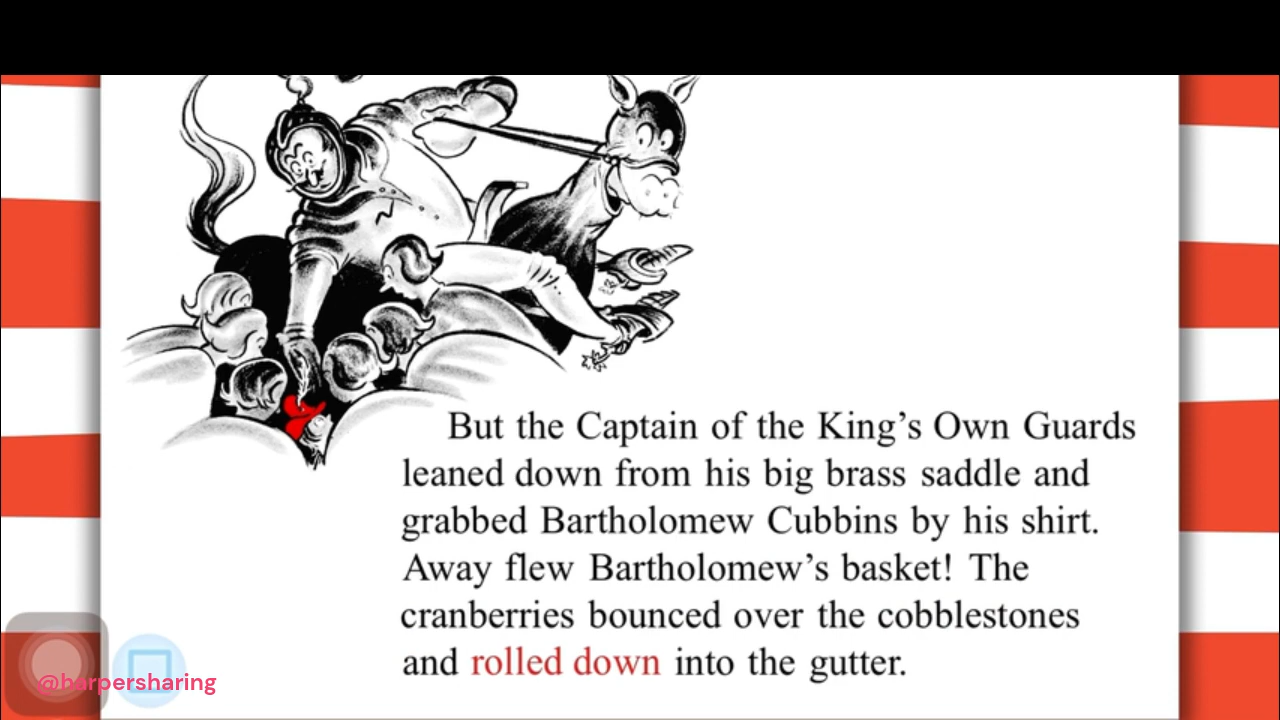 But the Captain of the King's Own Guards
leaned down from his big brass saddle and
grabbed Bartholomew Cubbins by his shirt.
Away flew Bartholomew's basket! The
cranberries bounced over the cobblestones
and rolled down into the gutter.
@harpersharing